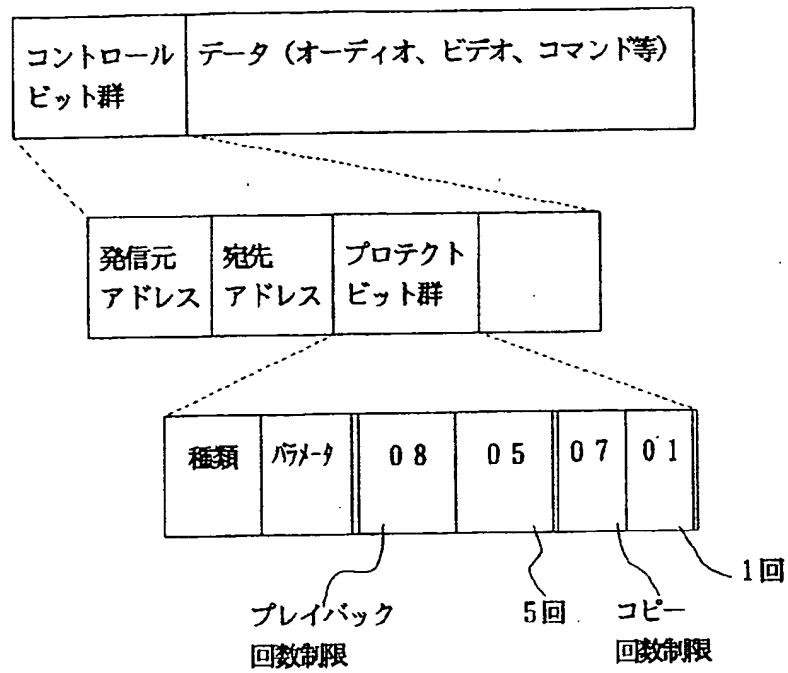 コントロール
ビット群
データ（オーディオ、ビデオ、コマンド等）
発信元
アドレス
宛先
アドレス
プロテクト
ビット群
種類
パラメータ
08
05
07
01
プレイバック
回数制限
5回
コピー
回数制限
1回